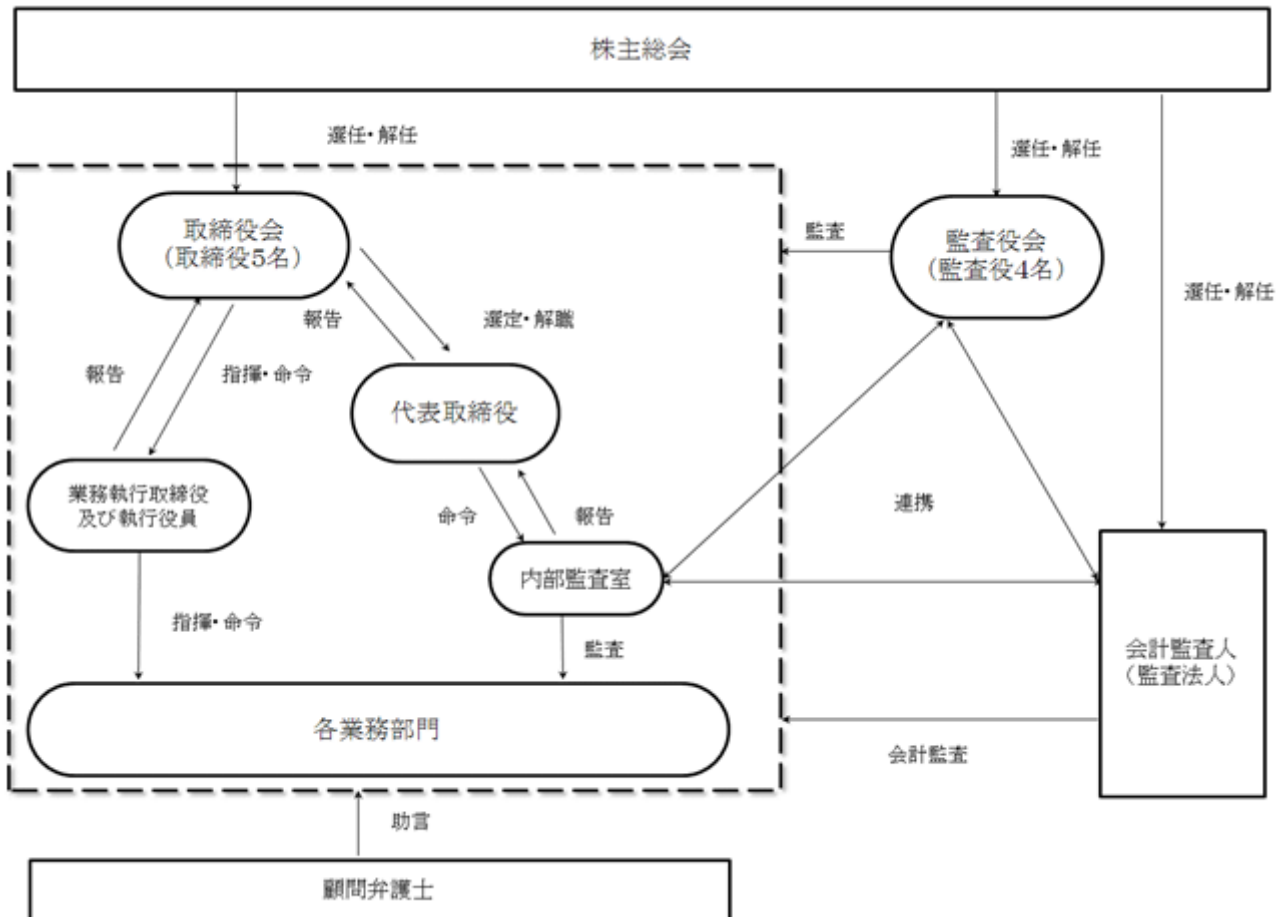 株主総会
選任・解任
選任・解任
選任・解任
取締役会
（取締役5名）
監査
監査役会
（監査役4名）
報告
選定・解職
報告
指揮・命令
代表取締役
業務執行取締役
及び執行役員
命令
報告
連携
内部監査室
指揮・命令
監査
会計監査人
（監査法人）
各業務部門
会計監査
助言
顧問弁護士